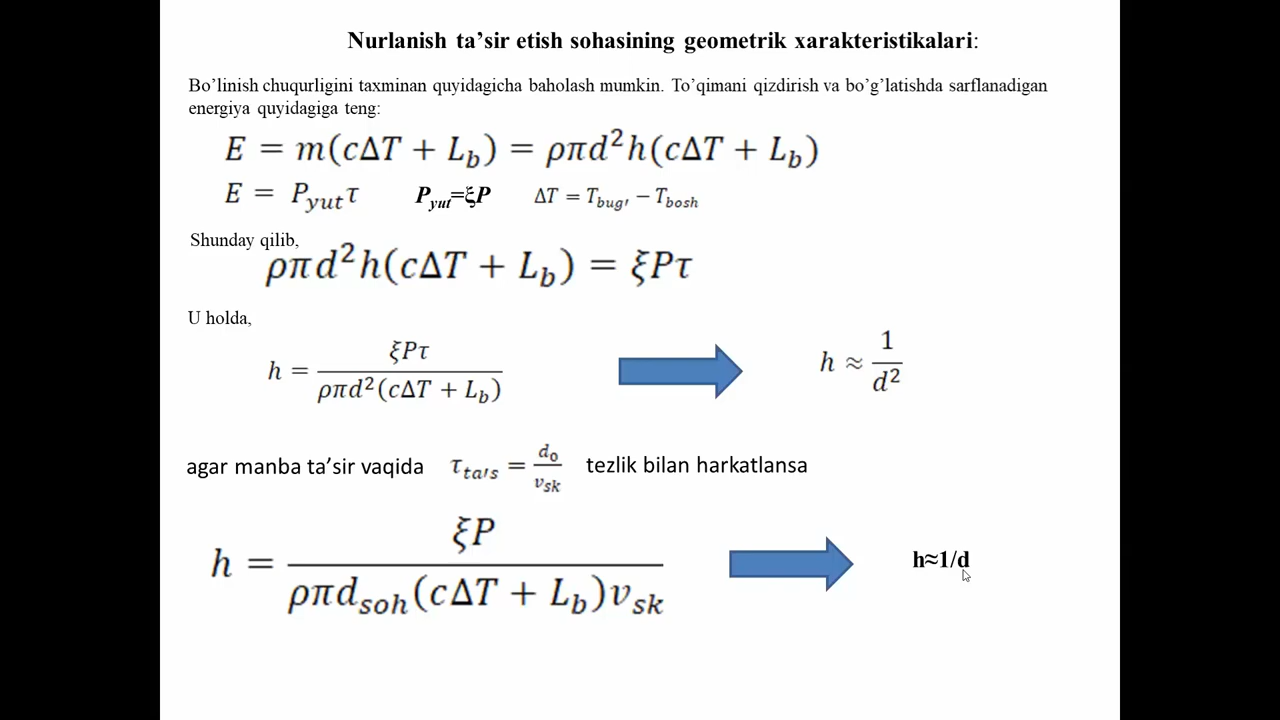 Nurlanish ta’sir etish sohasining geometrik xarakteristikalari:
Bo’linish chuqurligini taxminan quyidagicha baholash mumkin. To’qimani qizdirish va bo’g’latishda sarflanadigan
energiya quyidagiga teng:
E = m(cΔT + L_b) = ρπd²h(cΔT + L_b)
E = P_yut τ P_yut=ξP ΔT = T_bug′ − T_bosh
Shunday qilib,
ρπd²h(cΔT + L_b) = ξPτ
U holda,
h = ξPτ / ρπd²(cΔT + L_b) h ≈ 1/d²
agar manba ta’sir vaqida τ_ta′s = d₀/v_sk tezlik bilan harkatlansa
h = ξP / ρπd_soh(cΔT + L_b)v_sk h≈1/d